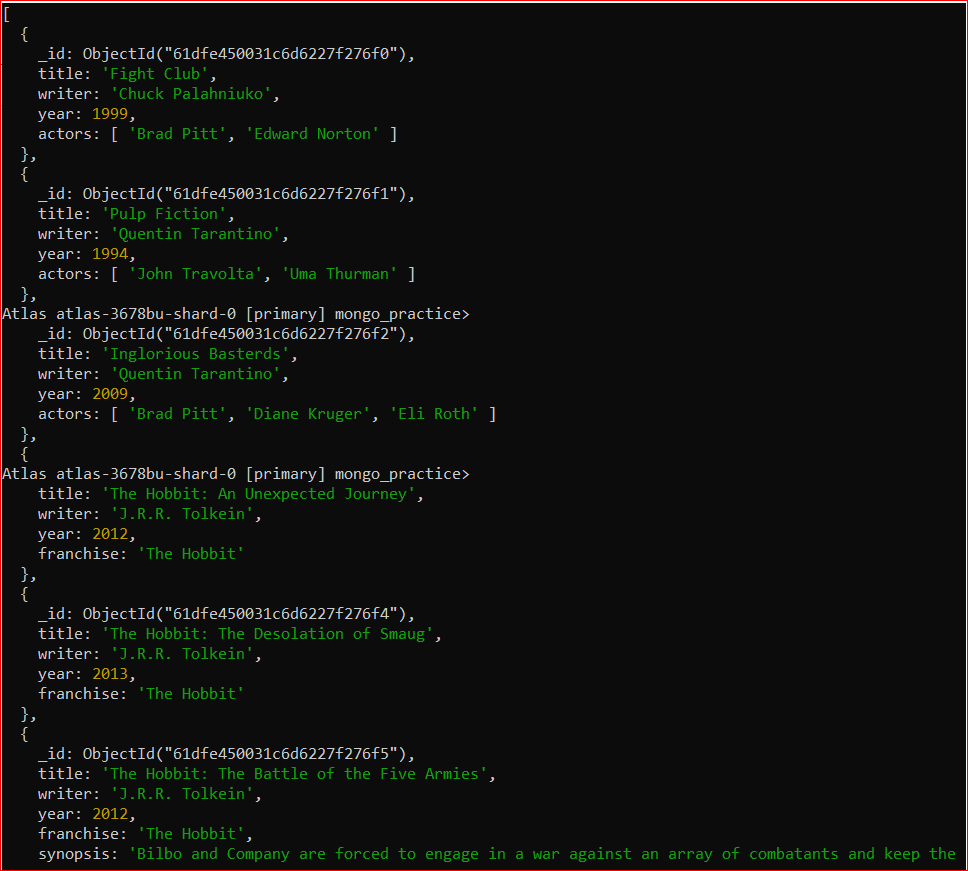 [
  {
    _id: ObjectId("61dfe450031c6d6227f276f0"),
    title: 'Fight Club',
    writer: 'Chuck Palahniuko',
    year: 1999,
    actors: [ 'Brad Pitt', 'Edward Norton' ]
  },
  {
    _id: ObjectId("61dfe450031c6d6227f276f1"),
    title: 'Pulp Fiction',
    writer: 'Quentin Tarantino',
    year: 1994,
    actors: [ 'John Travolta', 'Uma Thurman' ]
  },
Atlas atlas-3678bu-shard-0 [primary] mongo_practice>
    _id: ObjectId("61dfe450031c6d6227f276f2"),
    title: 'Inglorious Basterds',
    writer: 'Quentin Tarantino',
    year: 2009,
    actors: [ 'Brad Pitt', 'Diane Kruger', 'Eli Roth' ]
  },
  {
Atlas atlas-3678bu-shard-0 [primary] mongo_practice>
    title: 'The Hobbit: An Unexpected Journey',
    writer: 'J.R.R. Tolkein',
    year: 2012,
    franchise: 'The Hobbit'
  },
  {
    _id: ObjectId("61dfe450031c6d6227f276f4"),
    title: 'The Hobbit: The Desolation of Smaug',
    writer: 'J.R.R. Tolkein',
    year: 2013,
    franchise: 'The Hobbit'
  },
  {
    _id: ObjectId("61dfe450031c6d6227f276f5"),
    title: 'The Hobbit: The Battle of the Five Armies',
    writer: 'J.R.R. Tolkein',
    year: 2012,
    franchise: 'The Hobbit',
    synopsis: 'Bilbo and Company are forced to engage in a war against an array of combatants and keep the